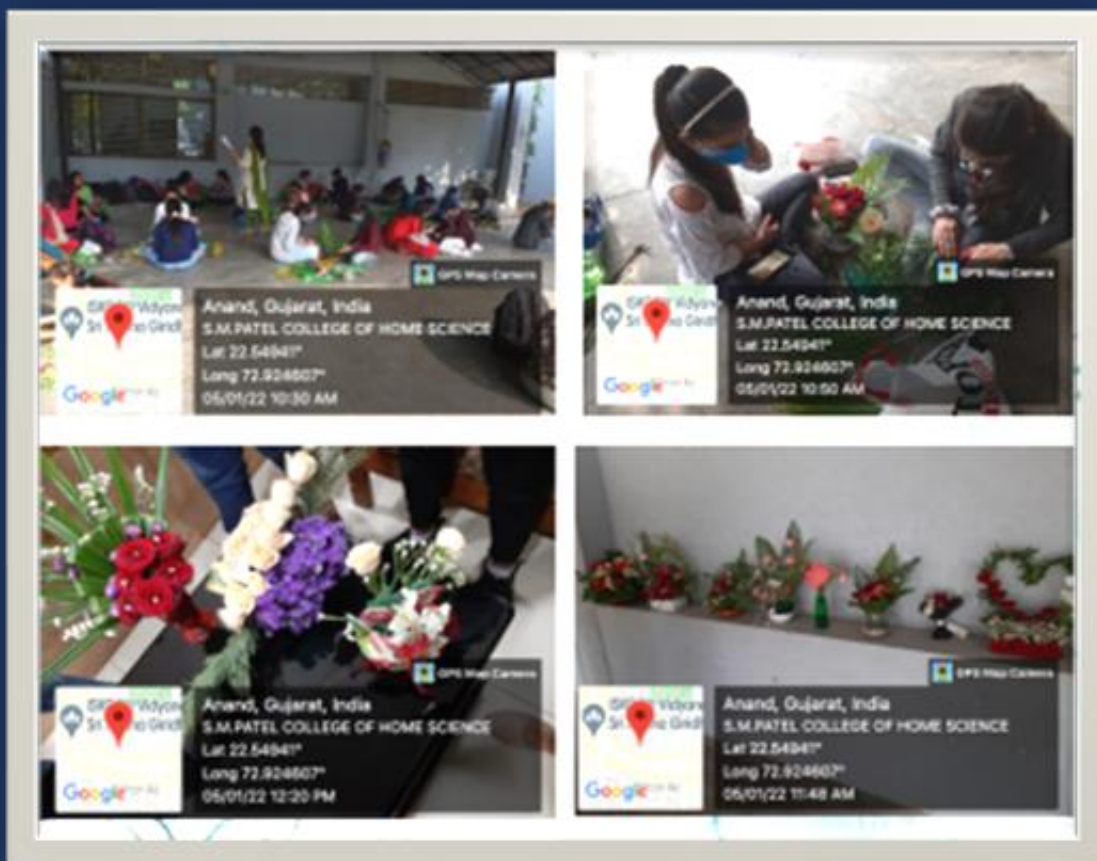 GPS Map Camera
Anand, Gujarat, India
S.M.PATEL COLLEGE OF HOME SCIENCE
Lat 22.54941°
Long 72.924607°
Google
05/01/22 10:30 AM
GPS Map Camera
Anand, Gujarat, India
S.M.PATEL COLLEGE OF HOME SCIENCE
Lat 22.54941°
Long 72.924607°
Google
05/01/22 10:50 AM
GPS Map Camera
Anand, Gujarat, India
S.M.PATEL COLLEGE OF HOME SCIENCE
Lat 22.54941°
Long 72.924607°
Google
05/01/22 12:20 PM
GPS Map Camera
Anand, Gujarat, India
S.M.PATEL COLLEGE OF HOME SCIENCE
Lat 22.54941°
Long 72.924607°
Google
05/01/22 11:48 AM